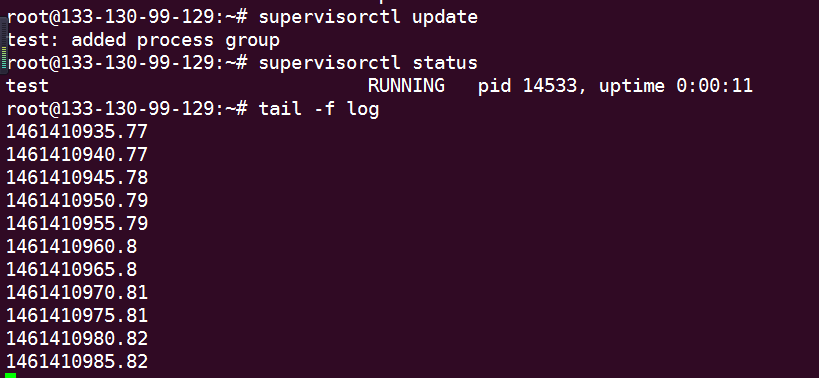 root@133-130-99-129:~# supervisorctl update
test: added process group
root@133-130-99-129:~# supervisorctl status
test                             RUNNING   pid 14533, uptime 0:00:11
root@133-130-99-129:~# tail -f log
1461410935.77
1461410940.77
1461410945.78
1461410950.79
1461410955.79
1461410960.8
1461410965.8
1461410970.81
1461410975.81
1461410980.82
1461410985.82